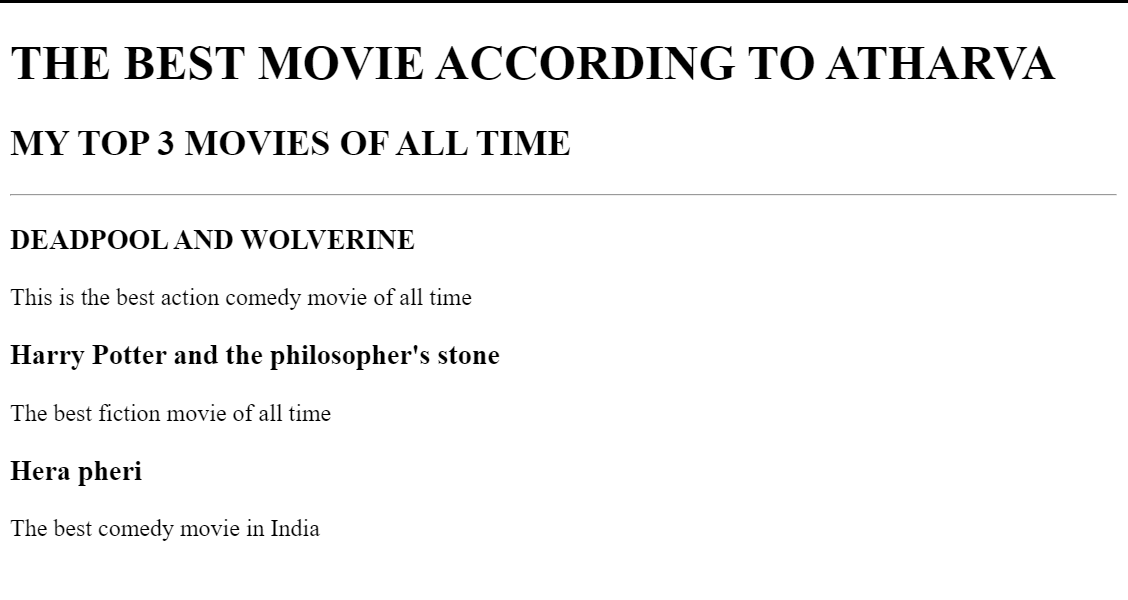 THE BEST MOVIE ACCORDING TO ATHARVA
MY TOP 3 MOVIES OF ALL TIME
DEADPOOL AND WOLVERINE
This is the best action comedy movie of all time
Harry Potter and the philosopher's stone
The best fiction movie of all time
Hera pheri
The best comedy movie in India